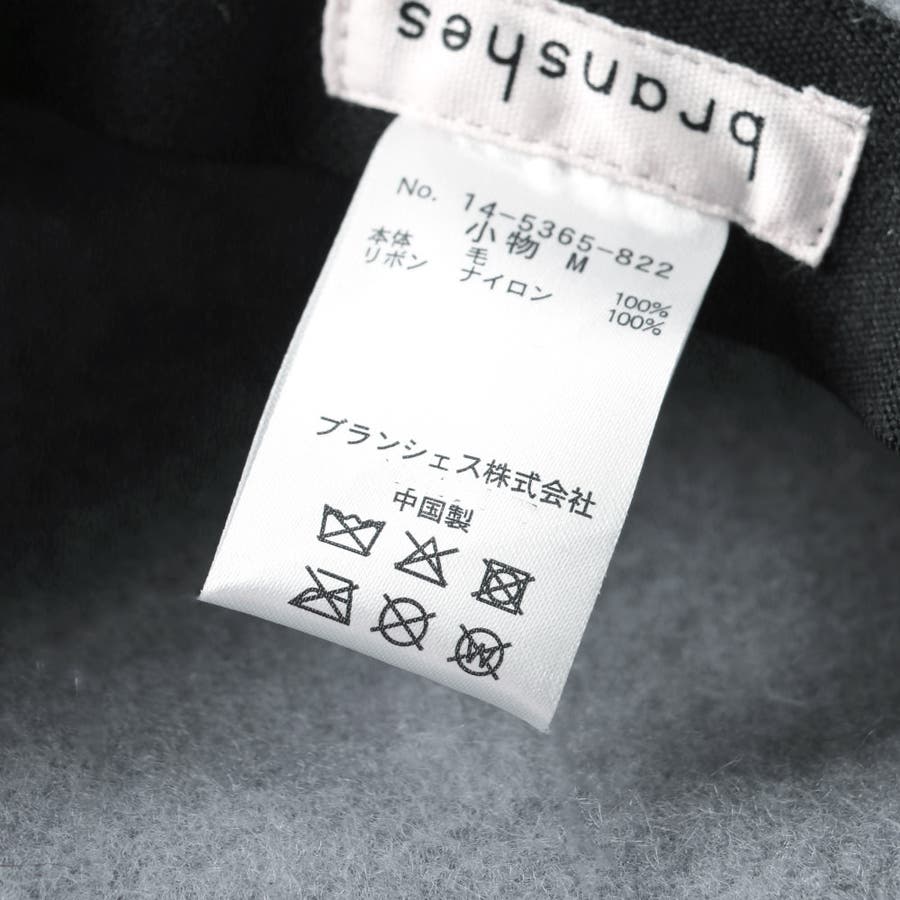 branshes
No. 14-5365-822
小物 M
本体 毛 100%
リボン ナイロン 100%
ブランシェス株式会社
中国製